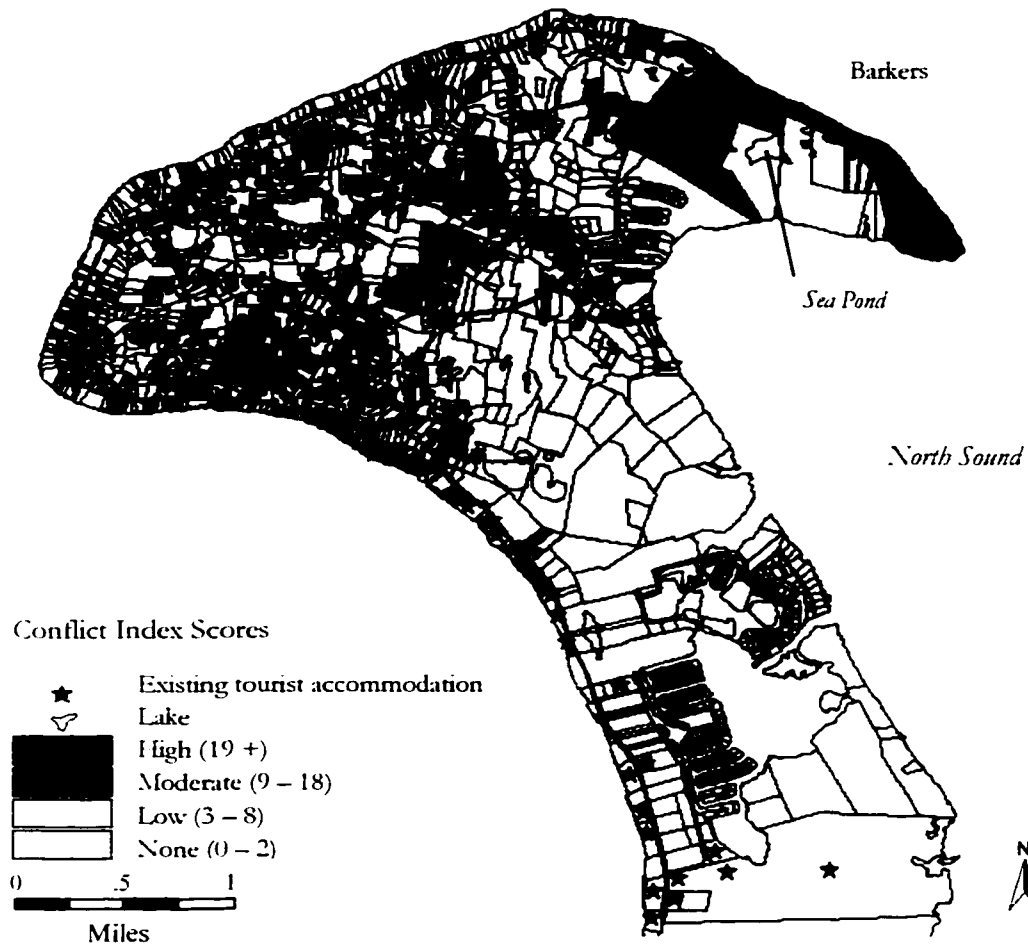 Barkers
Sea Pond
North Sound
Conflict Index Scores
Existing tourist accommodation
Lake
High (19 +)
Moderate (9 – 18)
Low (3 – 8)
None (0 – 2)
0 .5 1
Miles
N